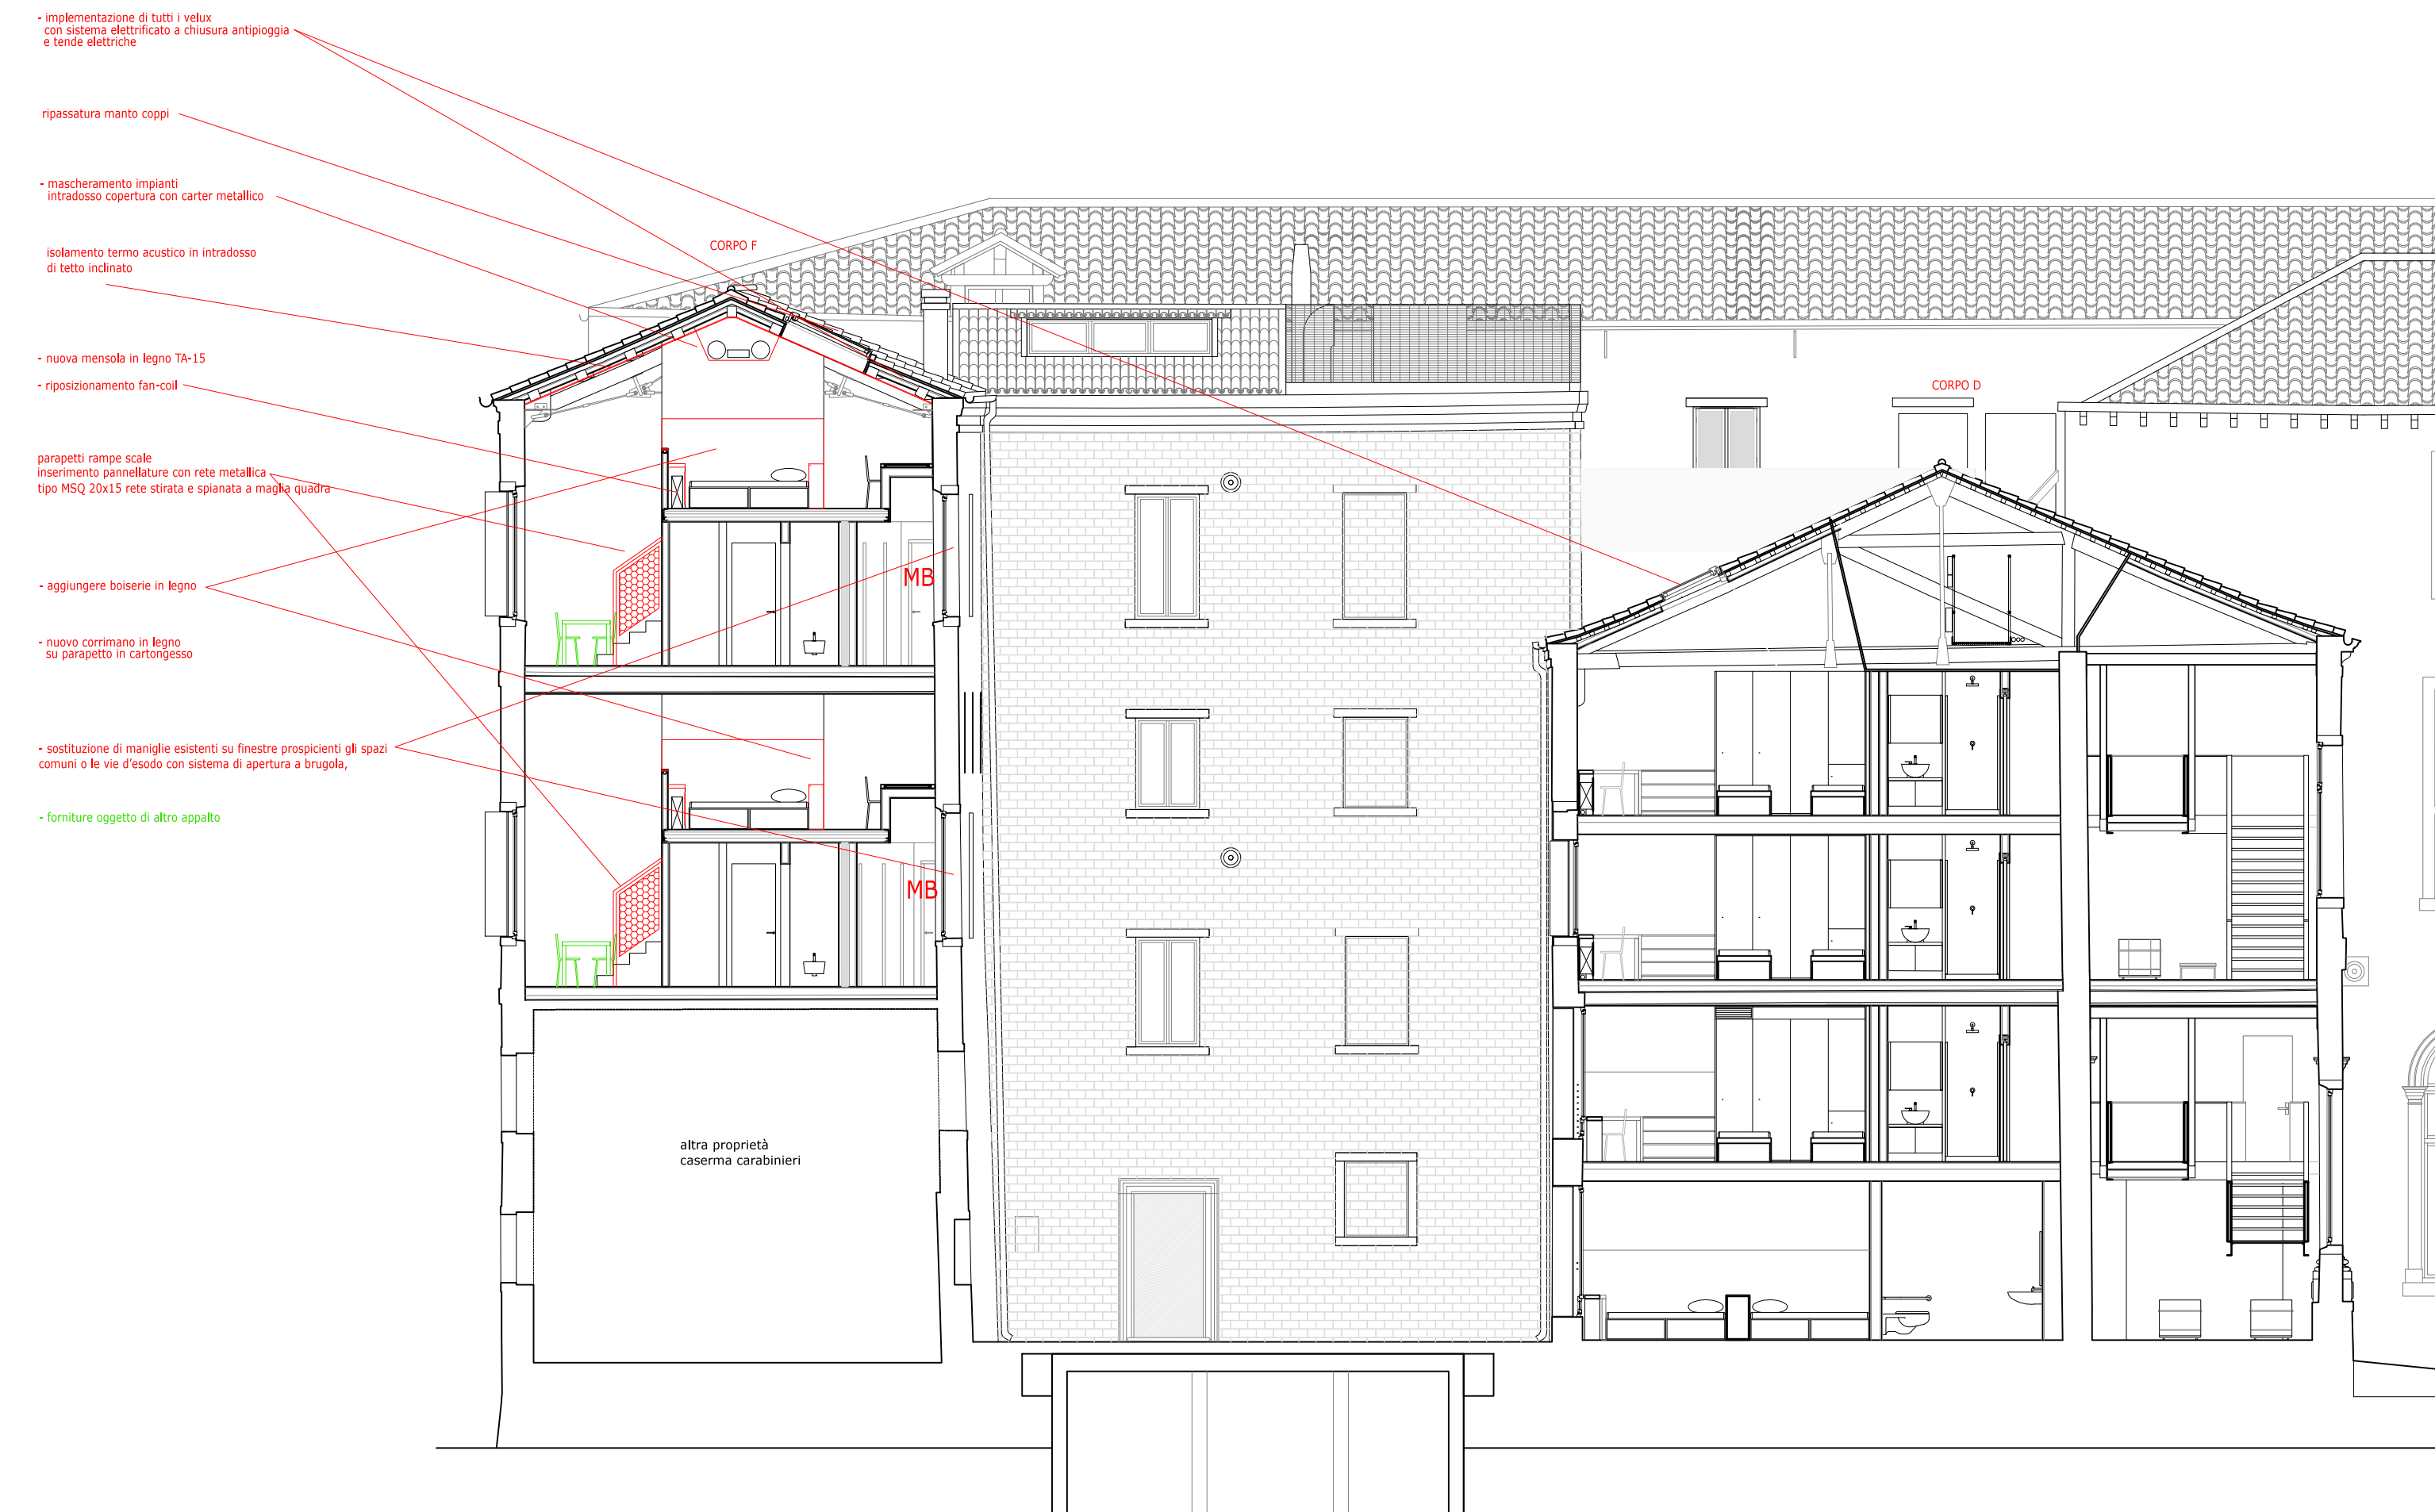 - implementazione di tutti i velux
con sistema elettrificato a chiusura antipioggia
e tende elettriche
ripassatura manto coppi
- mascheramento impianti
intradosso copertura con carter metallico
CORPO F
isolamento termo acustico in intradosso
di tetto inclinato
- nuova mensola in legno TA-15
- riposizionamento fan-coil
CORPO D
parapetti rampe scale
inserimento pannellature con rete metallica
tipo MSQ 20x15 rete stirata e spianata a maglia quadra
MB
- aggiungere boiserie in legno
- nuovo corrimano in legno
su parapetto in cartongesso
- sostituzione di maniglie esistenti su finestre prospicienti gli spazi
comuni o le vie d'esodo con sistema di apertura a brugola,
- forniture oggetto di altro appalto
MB
altra proprietà
caserma carabinieri